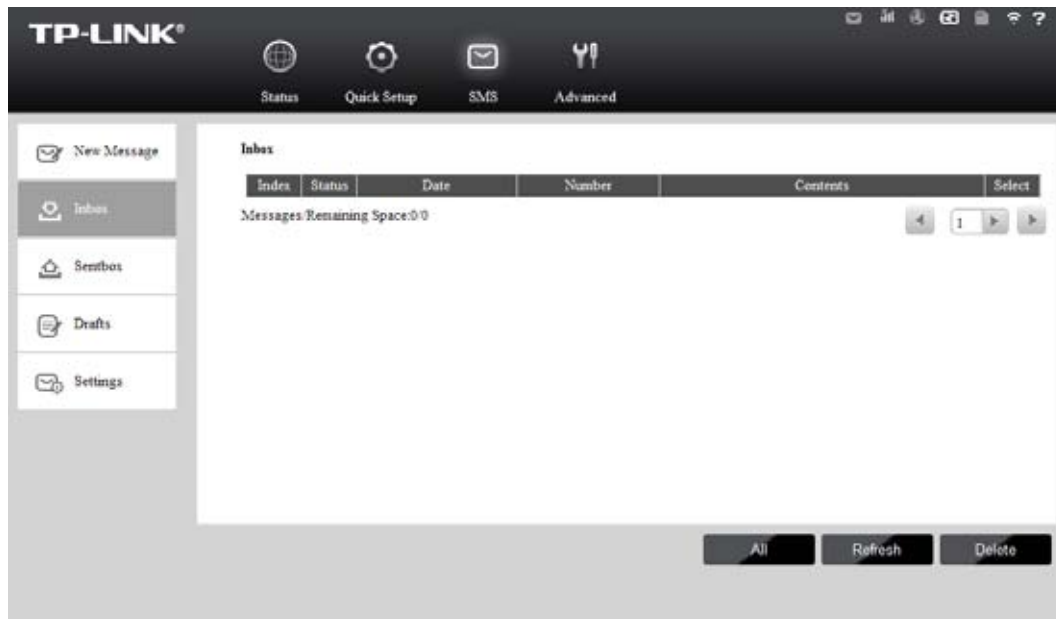 TP-LINK®
?
Status Quick Setup SMS Advanced
New Message
Inbox
Sentbox
Drafts
Settings
Inbox
Index Status Date Number Contents Select
Messages/Remaining Space:0/0
1
All Refresh Delete